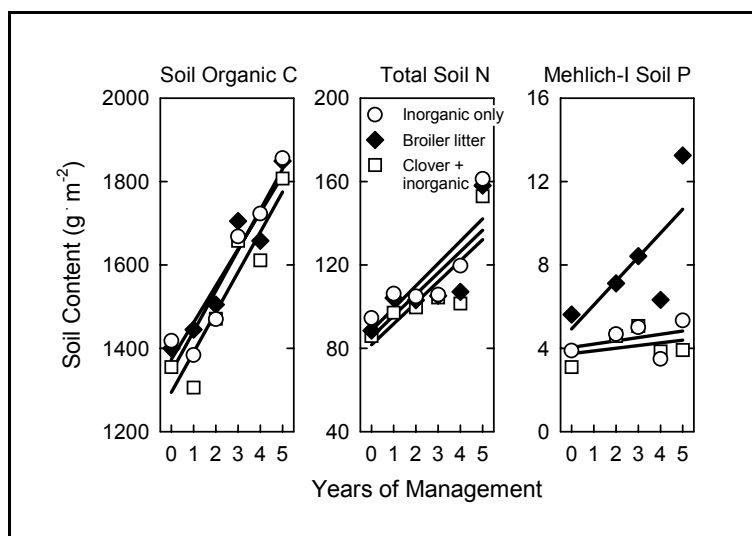 Soil Organic C
Total Soil N
Mehlich-I Soil P
Soil Content (g · m⁻²)
2000
1800
1600
1400
1200
0 1 2 3 4 5
200
160
120
80
40
0 1 2 3 4 5
Inorganic only
Broiler litter
Clover +
inorganic
16
12
8
4
0
0 1 2 3 4 5
Years of Management